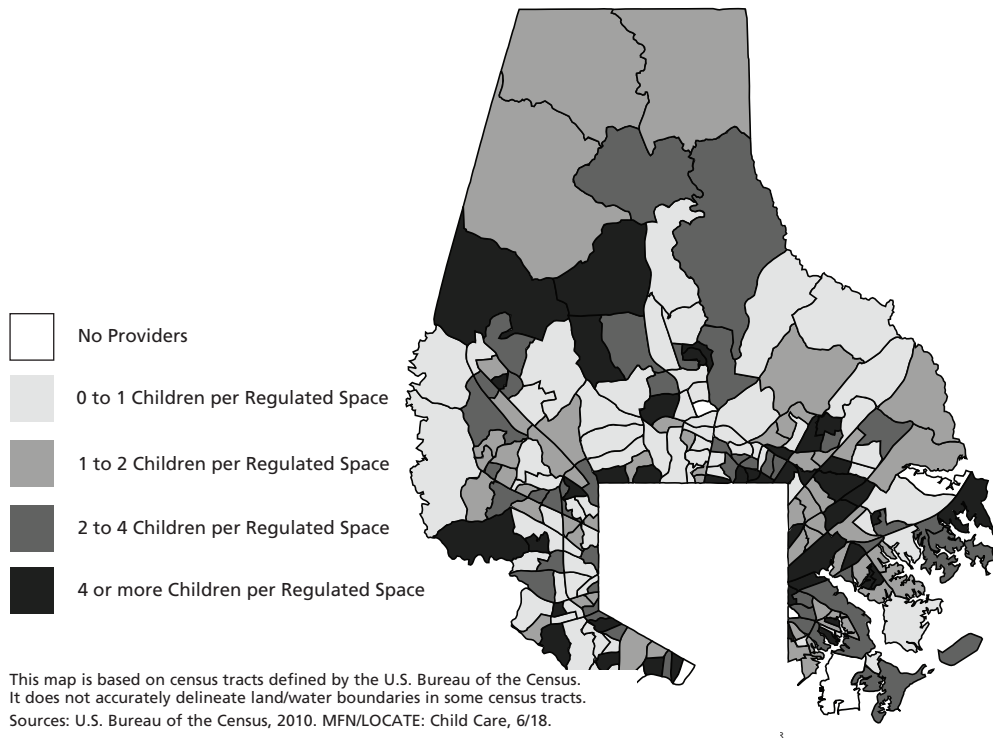 No Providers
0 to 1 Children per Regulated Space
1 to 2 Children per Regulated Space
2 to 4 Children per Regulated Space
4 or more Children per Regulated Space
This map is based on census tracts defined by the U.S. Bureau of the Census.
It does not accurately delineate land/water boundaries in some census tracts.
Sources: U.S. Bureau of the Census, 2010. MFN/LOCATE: Child Care, 6/18.